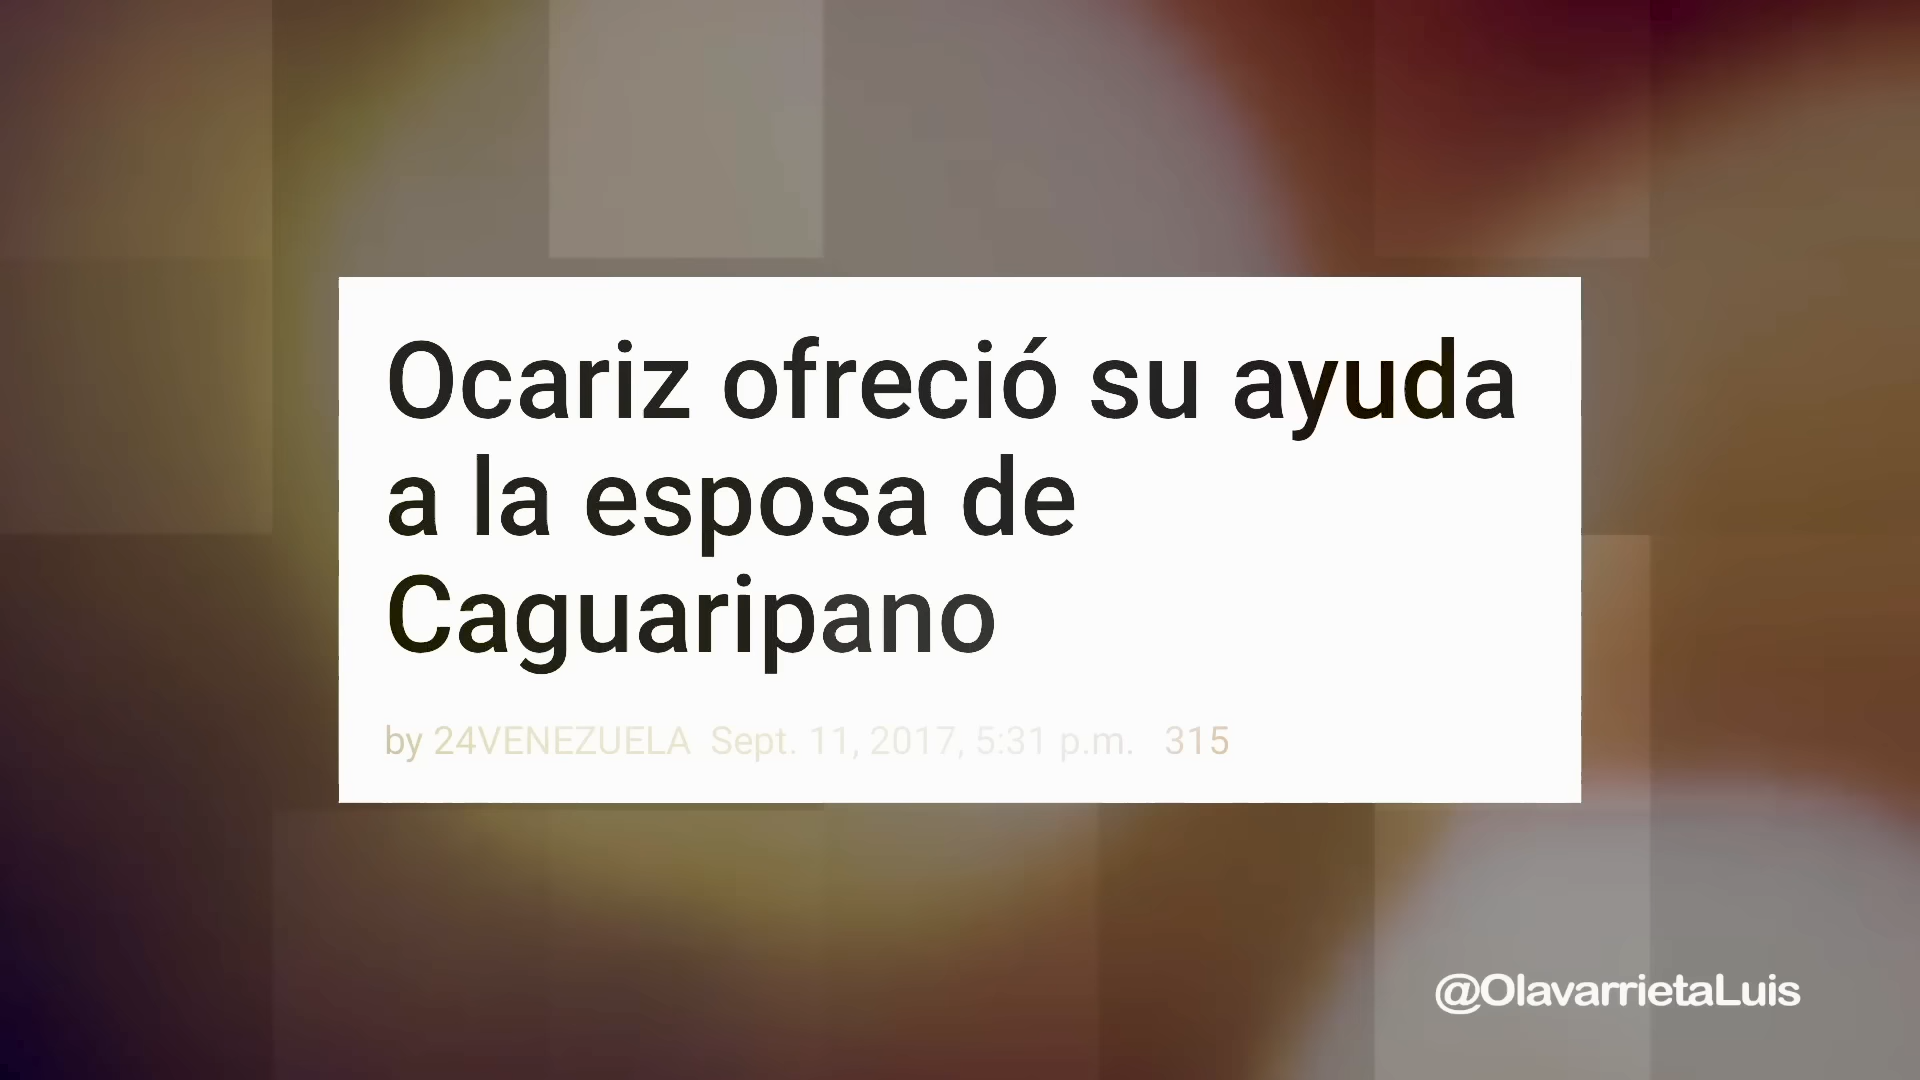 Ocariz ofreció su ayuda
a la esposa de
Caguaripano
by 24VENEZUELA Sept. 11, 2017, 5:31 p.m. 315
@OlavarrietaLuis